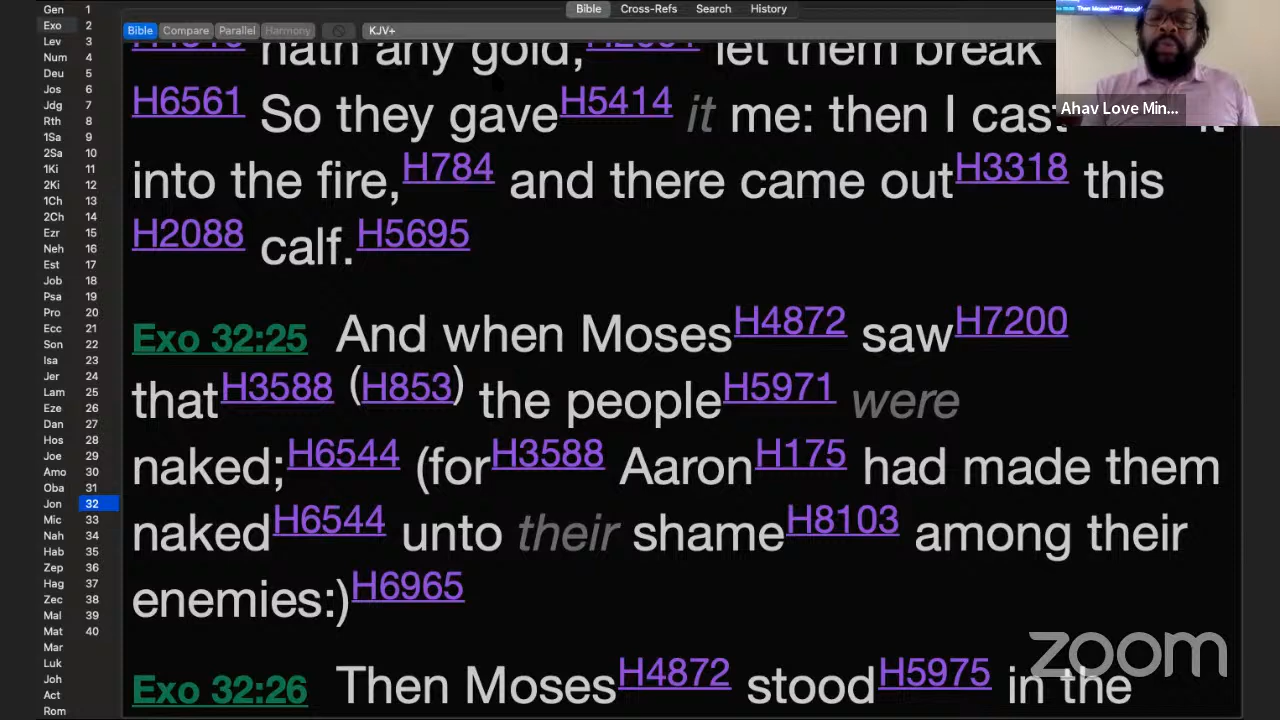 Bible Cross-Refs Search History
Bible Compare Parallel Harmony KJV+
Gen 1
Exo 2
Lev 3
Num 4
Deu 5
Jos 6
Jdg 7
Rth 8
1Sa 9
2Sa 10
1Ki 11
2Ki 12
1Ch 13
2Ch 14
Ezr 15
Neh 16
Est 17
Job 18
Psa 19
Pro 20
Ecc 21
Son 22
Isa 23
Jer 24
Lam 25
Eze 26
Dan 27
Hos 28
Joe 29
Amo 30
Oba 31
Jon 32
Mic 33
Nah 34
Hab 35
Zep 36
Hag 37
Zec 38
Mal 39
Mat 40
Mar
Luk
Joh
Act
Rom
hath any gold, let them break
H6561 So they gave H5414 it me: then I cast it
into the fire, H784 and there came out H3318 this
H2088 calf. H5695
Exo 32:25 And when Moses H4872 saw H7200
that H3588 (H853) the people H5971 were
naked; H6544 (for H3588 Aaron H175 had made them
naked H6544 unto their shame H8103 among their
enemies:) H6965
Exo 32:26 Then Moses H4872 stood H5975 in the
Ahav Love Min...
zoom